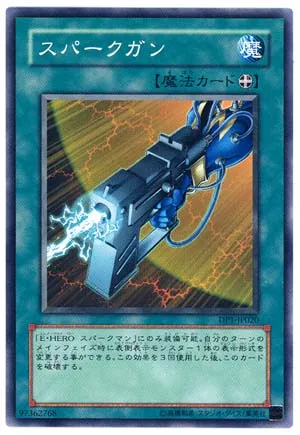 スパークガン
魔
【魔法カード】
DP1-JP020
「E・HERO スパークマン」にのみ装備可能。自分のターンの
メインフェイズ時に表側表示モンスター1体の表示形式を
変更する事ができる。この効果を3回使用した後、このカード
を破壊する。
97362768
©高橋和希 スタジオ・ダイス/集英社